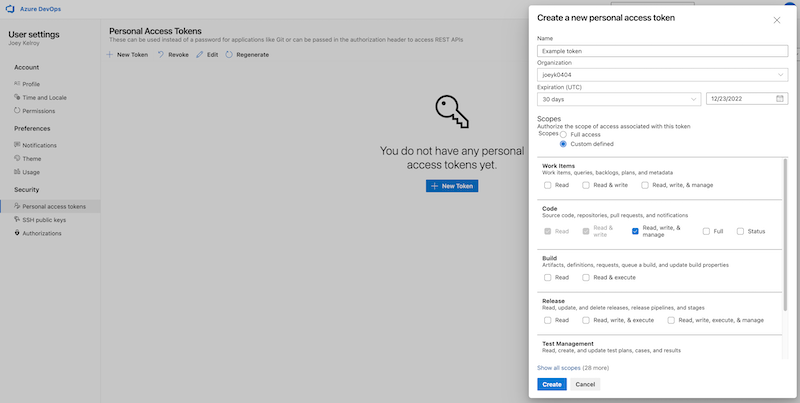 Azure DevOps
User settings
Joey Kelroy
Account
Profile
Time and Locale
Permissions
Preferences
Notifications
Theme
Usage
Security
Personal access tokens
SSH public keys
Authorizations
Personal Access Tokens
These can be used instead of a password for applications like Git or can be passed in the authorization header to access REST APIs
New Token
Revoke
Edit
Regenerate
You do not have any personal
access tokens yet.
New Token
Create a new personal access token
Name
Example token
Organization
joeyk0404
Expiration (UTC)
30 days
12/23/2022
Scopes
Authorize the scope of access associated with this token
Scopes
Full access
Custom defined
Work Items
Work items, queries, backlogs, plans, and metadata
Read
Read & write
Read, write, & manage
Code
Source code, repositories, pull requests, and notifications
Read
Read &
write
Read, write, &
manage
Full
Status
Build
Artifacts, definitions, requests, queue a build, and update build properties
Read
Read & execute
Release
Read, update, and delete releases, release pipelines, and stages
Read
Read, write, & execute
Read, write, execute, & manage
Test Management
Read, create, and update test plans, cases, and results
Show all scopes (28 more)
Create
Cancel